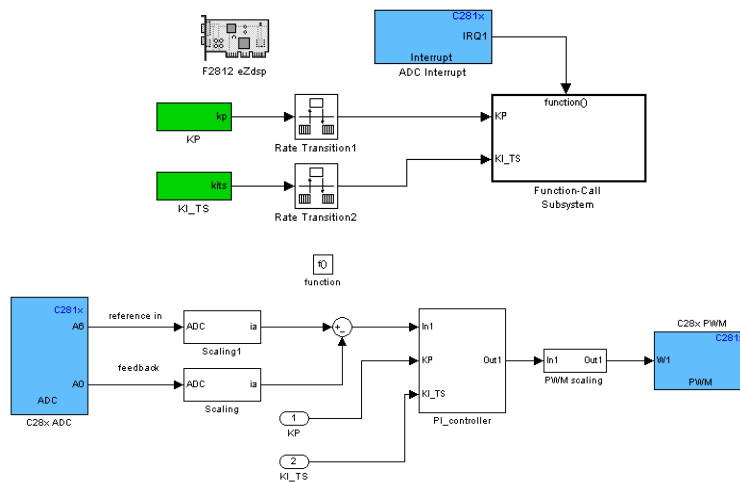 C281x
IRQ1
Interrupt
ADC Interrupt
F2812 eZdsp
function()
kp
KP
KP
Rate Transition1
kits
KI_TS
KI_TS
Rate Transition2
Function-Call
Subsystem
f()
function
C281x
A6
A0
ADC
C28x ADC
reference in
feedback
ADC
ia
Scaling1
ADC
ia
Scaling
+
-
1
KP
2
KI_TS
In1
KP
KI_TS
Out1
PI_controller
In1
Out1
PWM scaling
C28x PWM
C281x
W1
PWM